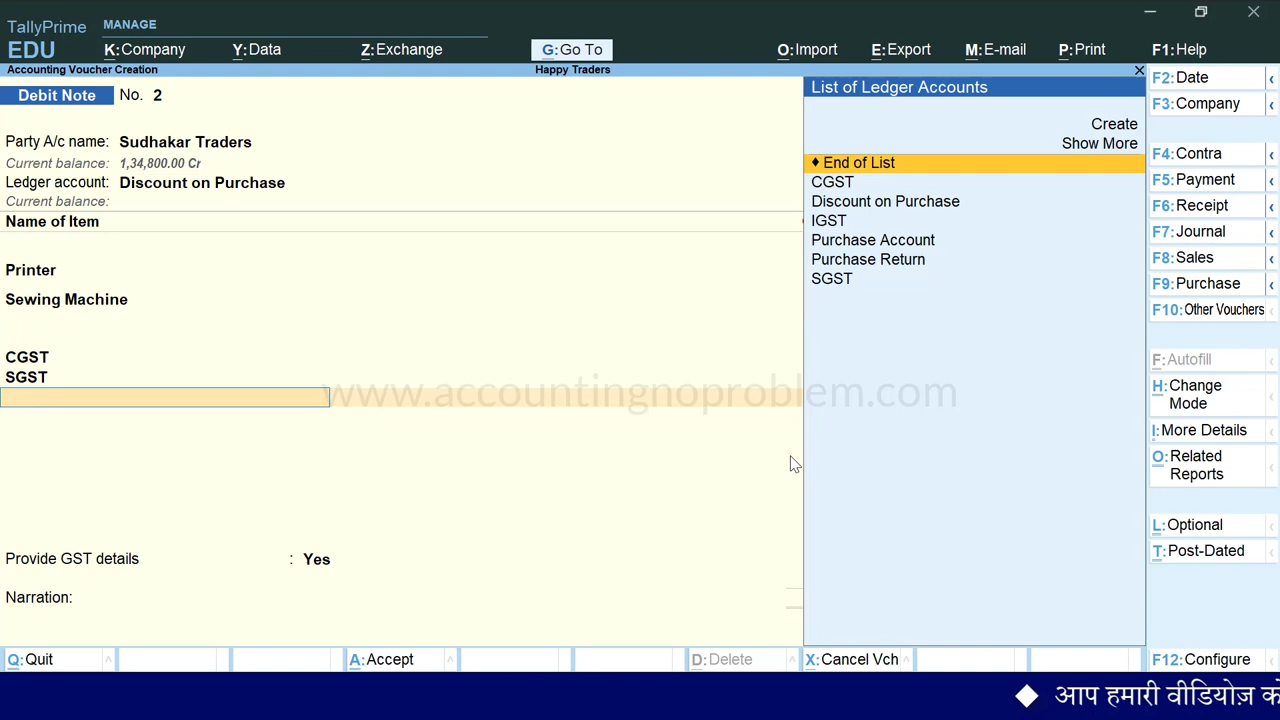 TallyPrime
EDU
MANAGE
K:Company
Y:Data
Z:Exchange
G:Go To
O:Import
E:Export
M:E-mail
P:Print
F1:Help
Accounting Voucher Creation
Happy Traders
Debit Note No. 2
Party A/c name: Sudhakar Traders
Current balance: 1,34,800.00 Cr
Ledger account: Discount on Purchase
Current balance:
Name of Item
Printer
Sewing Machine
CGST
SGST
Provide GST details : Yes
Narration:
List of Ledger Accounts
Create
Show More
♦ End of List
CGST
Discount on Purchase
IGST
Purchase Account
Purchase Return
SGST
www.accountingnoproblem.com
F2:Date
F3:Company
F4:Contra
F5:Payment
F6:Receipt
F7:Journal
F8:Sales
F9:Purchase
F10:Other Vouchers
F:Autofill
H:Change
Mode
I:More Details
O:Related
Reports
L:Optional
T:Post-Dated
Q:Quit
A:Accept
D:Delete
X:Cancel Vch
F12:Configure
◆ आप हमारी वीडियोज़ को